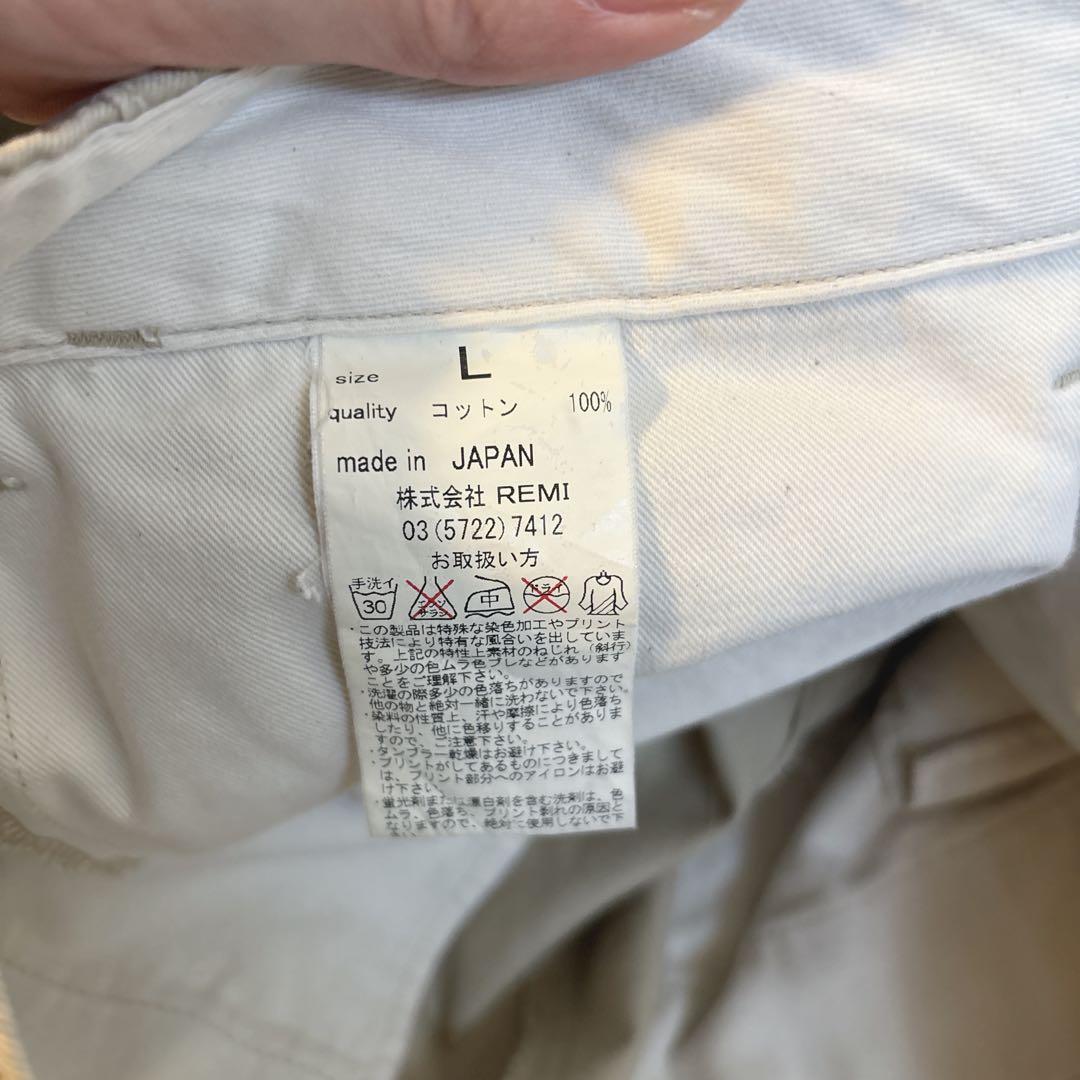 size L
quality コットン 100%
made in JAPAN
株式会社 REMI
03(5722)7412
お取扱い方
手洗イ 30 エンソ サラシ 中 ドライ
・この製品は特殊な染色加工やプリント
技法により特有な風合いを出していま
す。上記の特性上素材のねじれ（斜行）
や多少の色ムラ色ブレなどがあります
ことをご理解下さい。
・洗濯の際多少の色落ちがありますので
他の物と絶対一緒に洗わないで下さい。
・染料の性質上、汗や摩擦により色落ち
したり、他に色移りすることがありま
すので、ご注意下さい。
・タンブラー乾燥はお避け下さい。
・プリントがしてあるものにつきまして
は、プリント部分へのアイロンはお避
け下さい。
・蛍光剤または漂白剤を含む洗剤は、色
ムラ、色落ち、プリント剥れの原因と
なりますので、絶対に使用しないで下
さい。